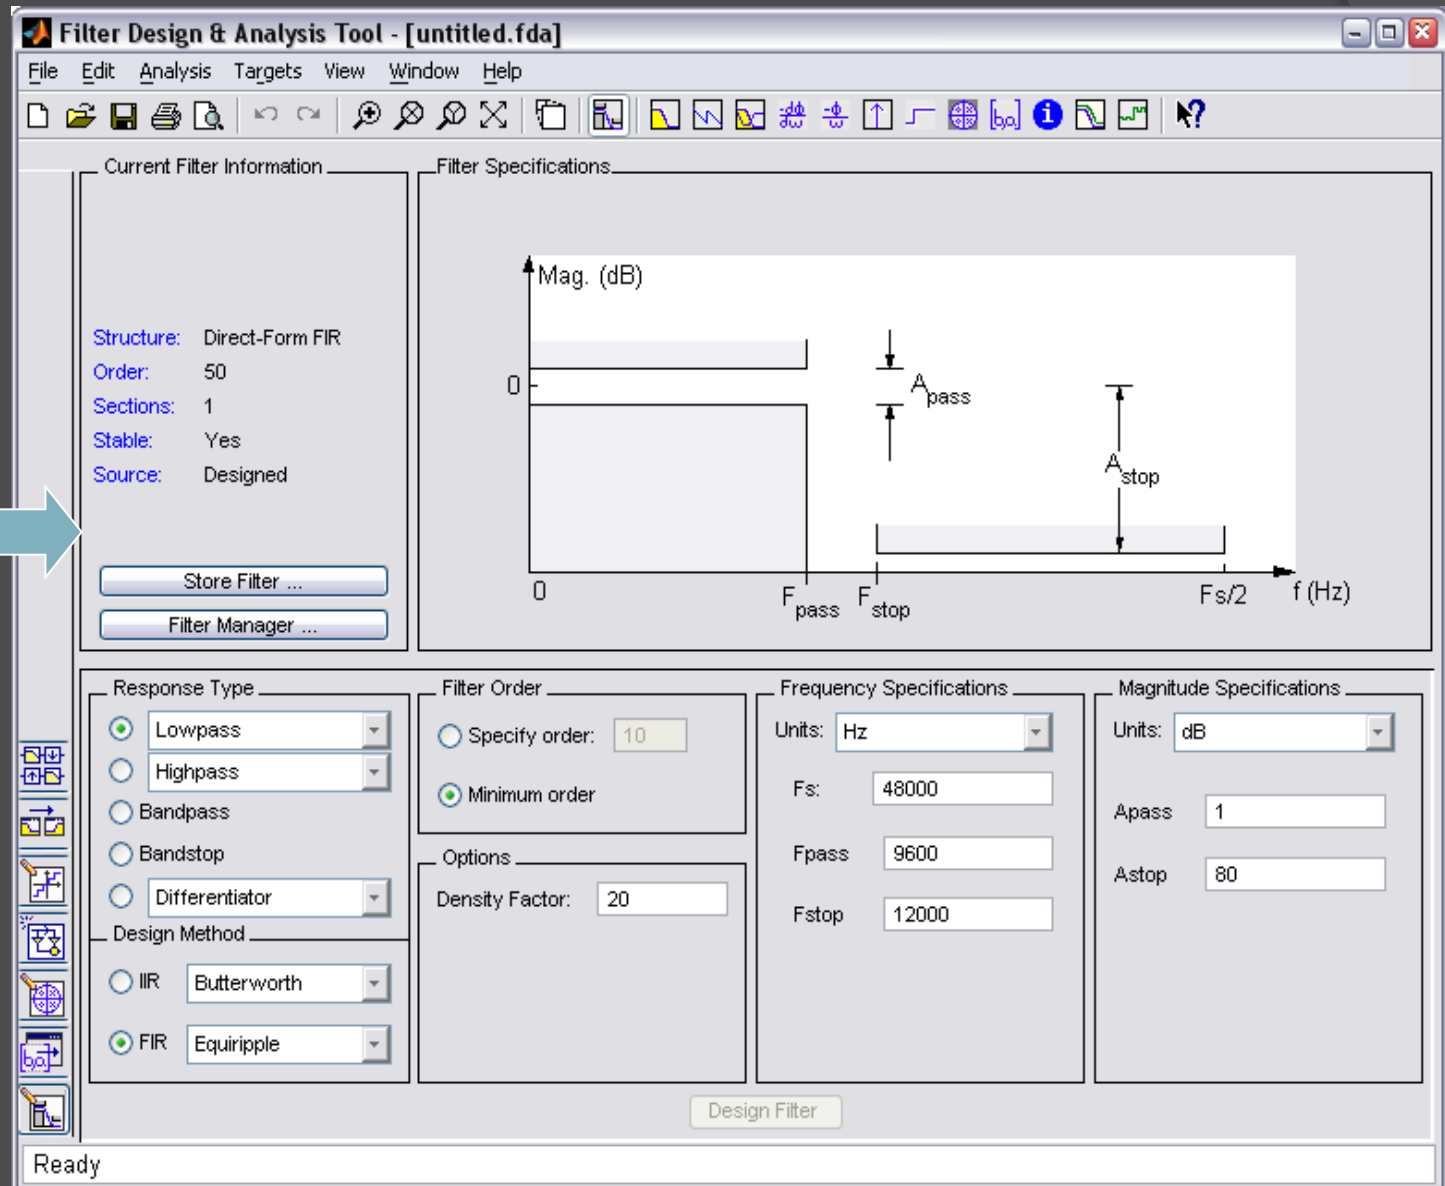 Filter Design & Analysis Tool - [untitled.fda]
File Edit Analysis Targets View Window Help
Current Filter Information
Structure: Direct-Form FIR
Order: 50
Sections: 1
Stable: Yes
Source: Designed
Store Filter ...
Filter Manager ...
Filter Specifications
Mag. (dB)
0
Apass
Astop
0
Fpass
Fstop
Fs/2
f (Hz)
Response Type
Lowpass
Highpass
Bandpass
Bandstop
Differentiator
Design Method
IIR Butterworth
FIR Equiripple
Filter Order
Specify order: 10
Minimum order
Options
Density Factor: 20
Frequency Specifications
Units: Hz
Fs: 48000
Fpass 9600
Fstop 12000
Magnitude Specifications
Units: dB
Apass 1
Astop 80
Design Filter
Ready